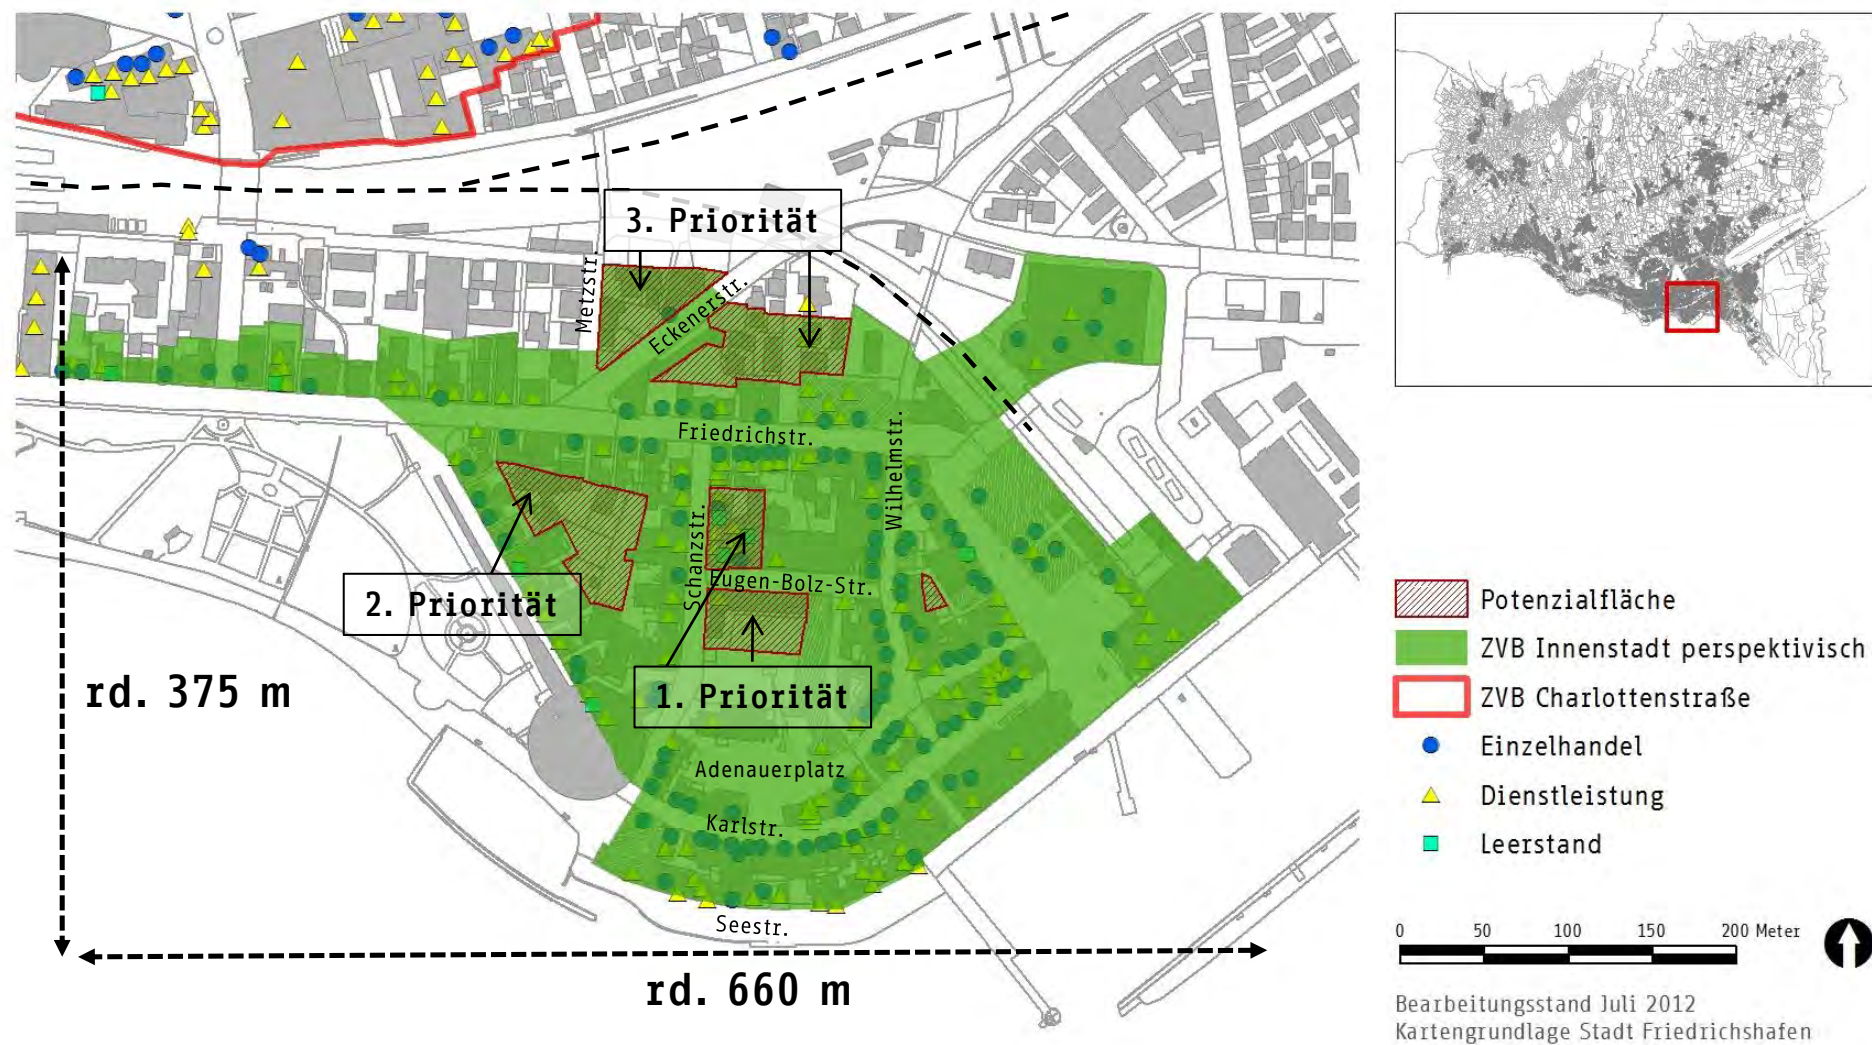 3. Priorität
Metzstr.
Eckenerstr.
Friedrichstr.
Wilhelmstr.
Schanzstr.
Eugen-Bolz-Str.
2. Priorität
1. Priorität
rd. 375 m
Adenauerplatz
Karlstr.
Seestr.
rd. 660 m
Potenzialfläche
ZVB Innenstadt perspektivisch
ZVB Charlottenstraße
Einzelhandel
Dienstleistung
Leerstand
0 50 100 150 200 Meter
Bearbeitungsstand Juli 2012
Kartengrundlage Stadt Friedrichshafen